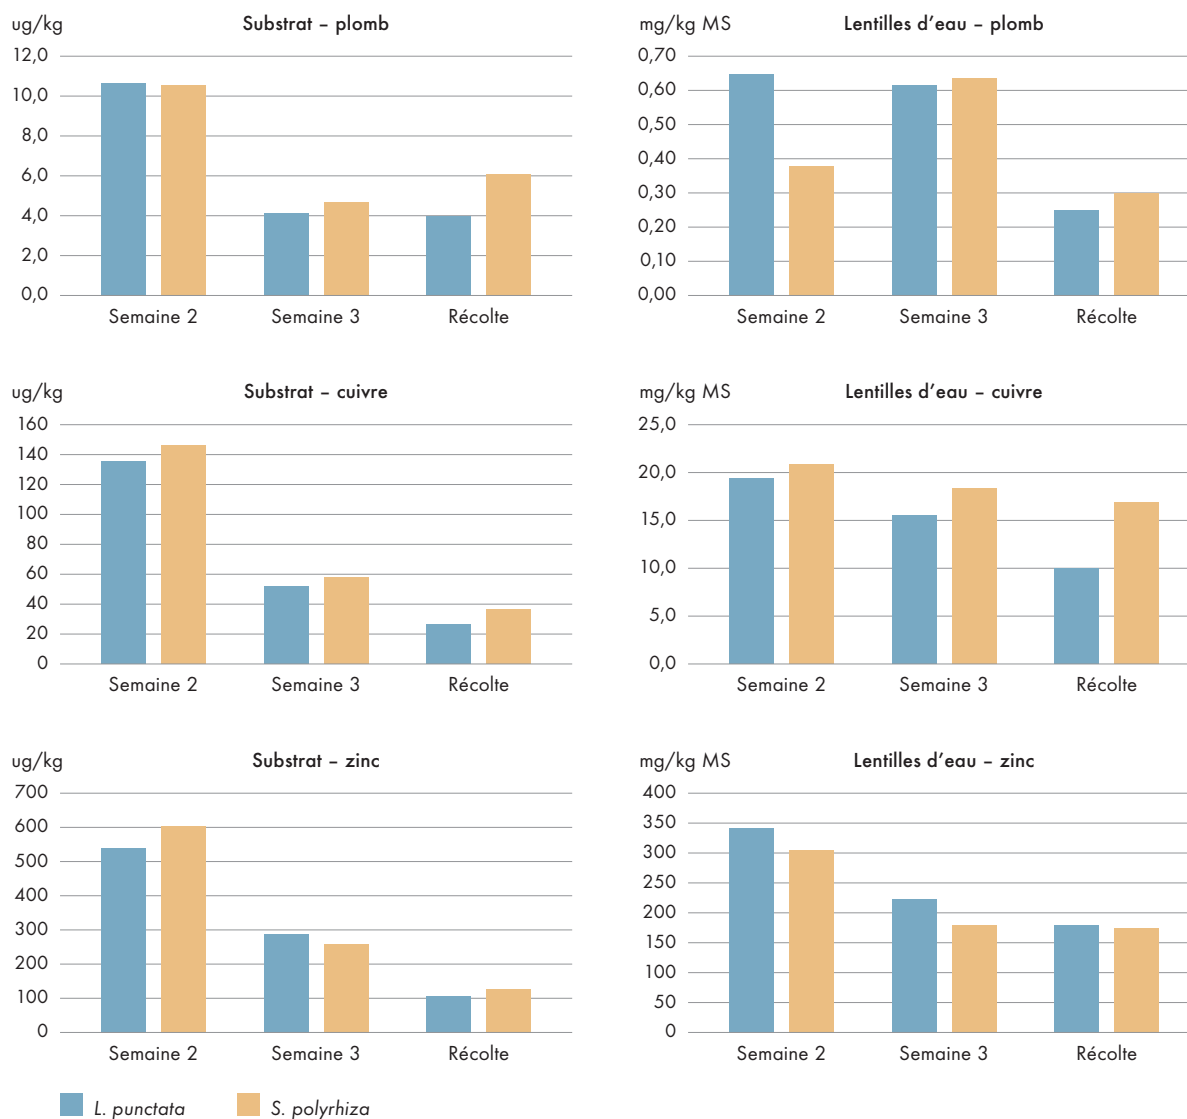 ug/kg
Substrat – plomb
12,0
10,0
8,0
6,0
4,0
2,0
0,0
Semaine 2 Semaine 3 Récolte
mg/kg MS
Lentilles d'eau – plomb
0,70
0,60
0,50
0,40
0,30
0,20
0,10
0,00
Semaine 2 Semaine 3 Récolte
ug/kg
Substrat – cuivre
160
140
120
100
80
60
40
20
0
Semaine 2 Semaine 3 Récolte
mg/kg MS
Lentilles d'eau – cuivre
25,0
20,0
15,0
10,0
5,0
0,0
Semaine 2 Semaine 3 Récolte
ug/kg
Substrat – zinc
700
600
500
400
300
200
100
0
Semaine 2 Semaine 3 Récolte
mg/kg MS
Lentilles d'eau – zinc
400
350
300
250
200
150
100
50
0
Semaine 2 Semaine 3 Récolte
L. punctata S. polyrhiza